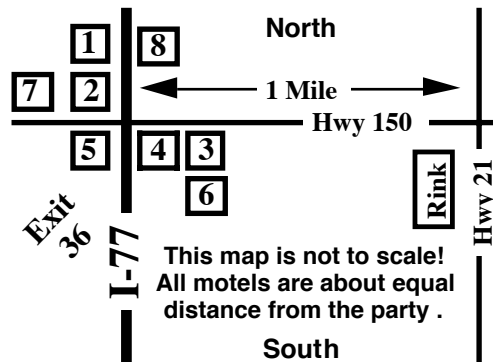 North
1
8
7
2
1 Mile
Hwy 150
5
4
3
6
Rink
Hwy 21
Exit
36
I-77
This map is not to scale!
All motels are about equal
distance from the party .
South